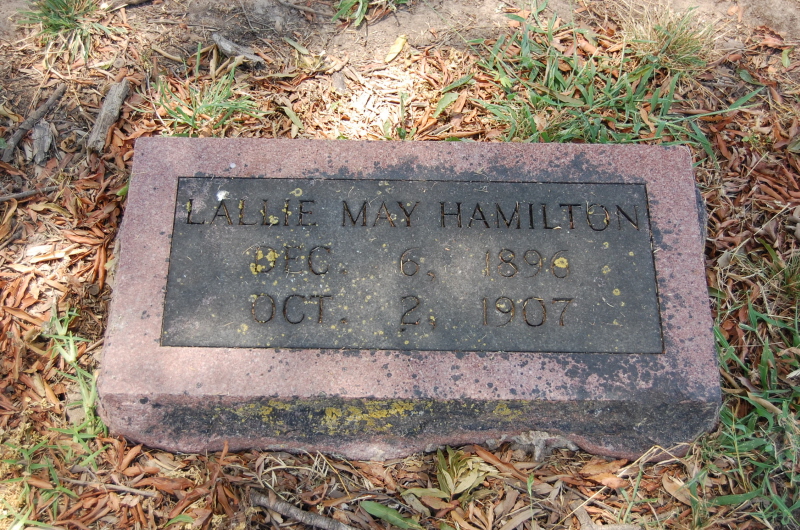 LALLIE MAY HAMILTON
DEC. 6, 1896
OCT. 2, 1907